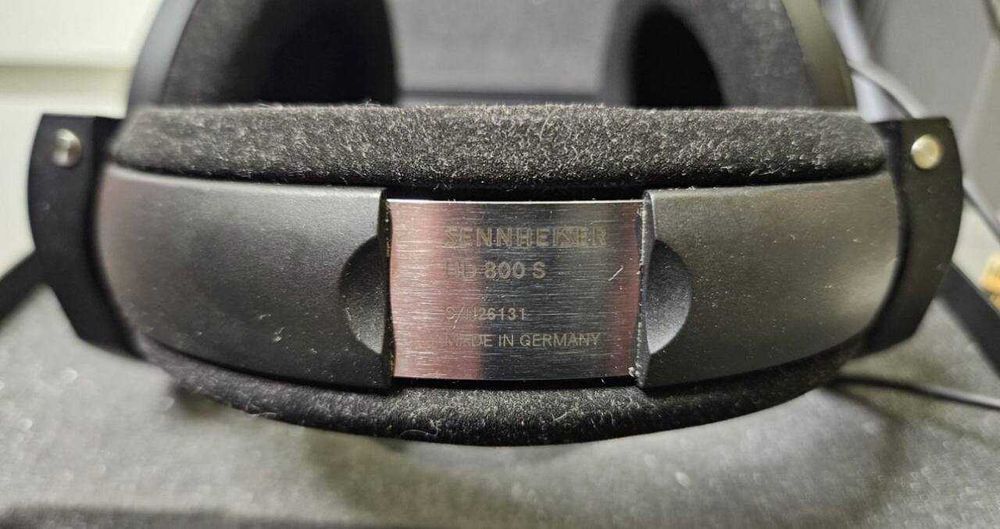 SENNHEISER
HD 800 S
S/N26131
MADE IN GERMANY